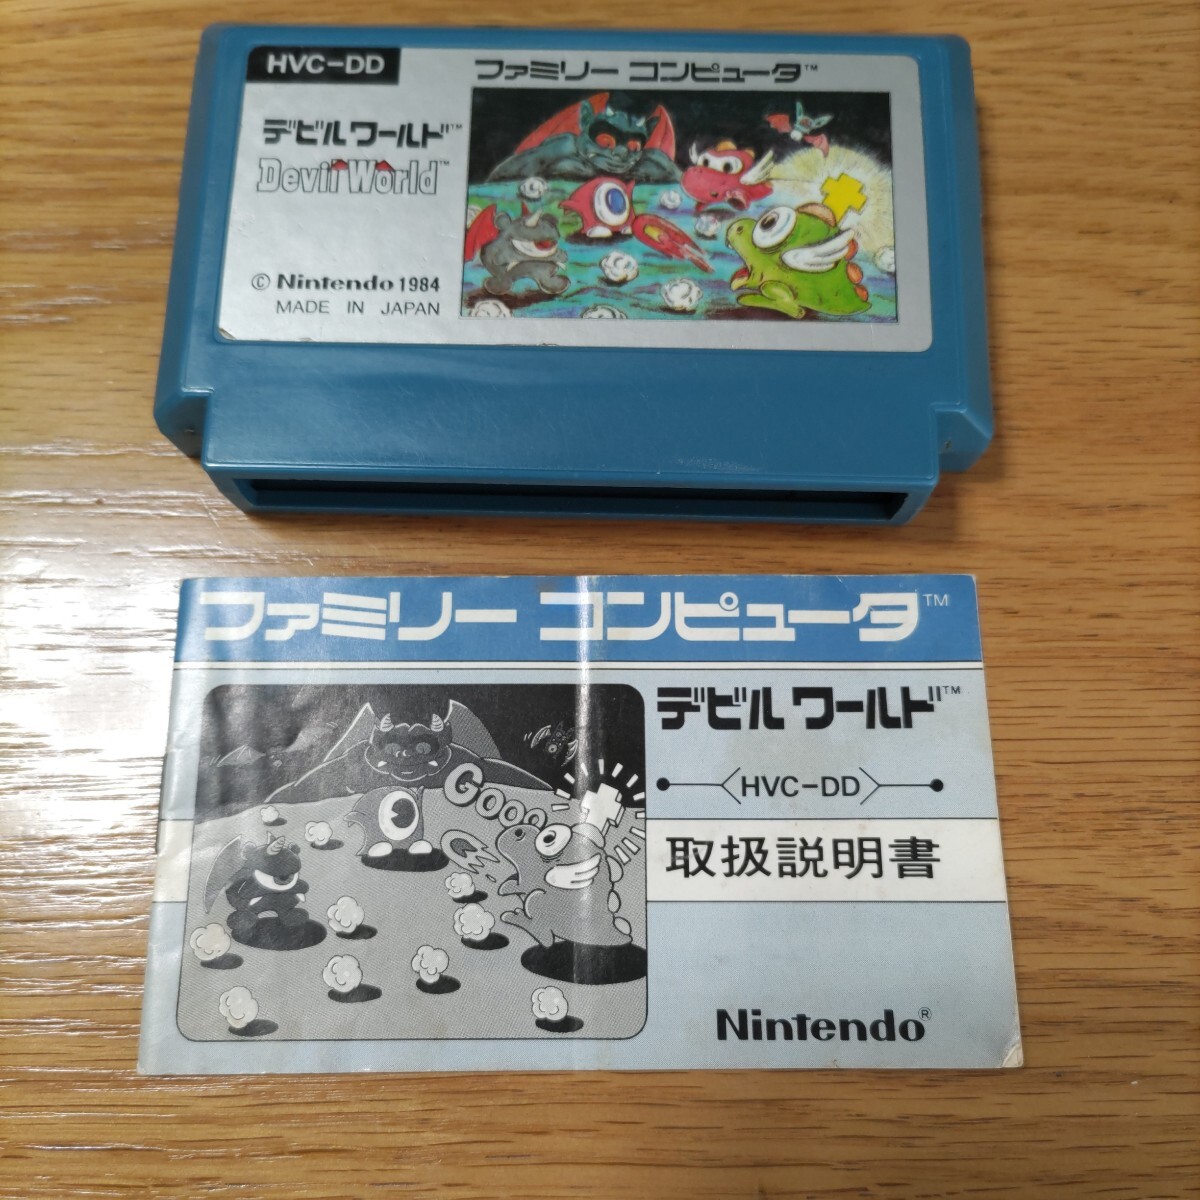 HVC-DD
ファミリー コンピュータ™
デビルワールド™
Devil World™
© Nintendo 1984
MADE IN JAPAN
ファミリー コンピュータ™
デビルワールド™
HVC-DD
取扱説明書
Gooo
Nintendo®